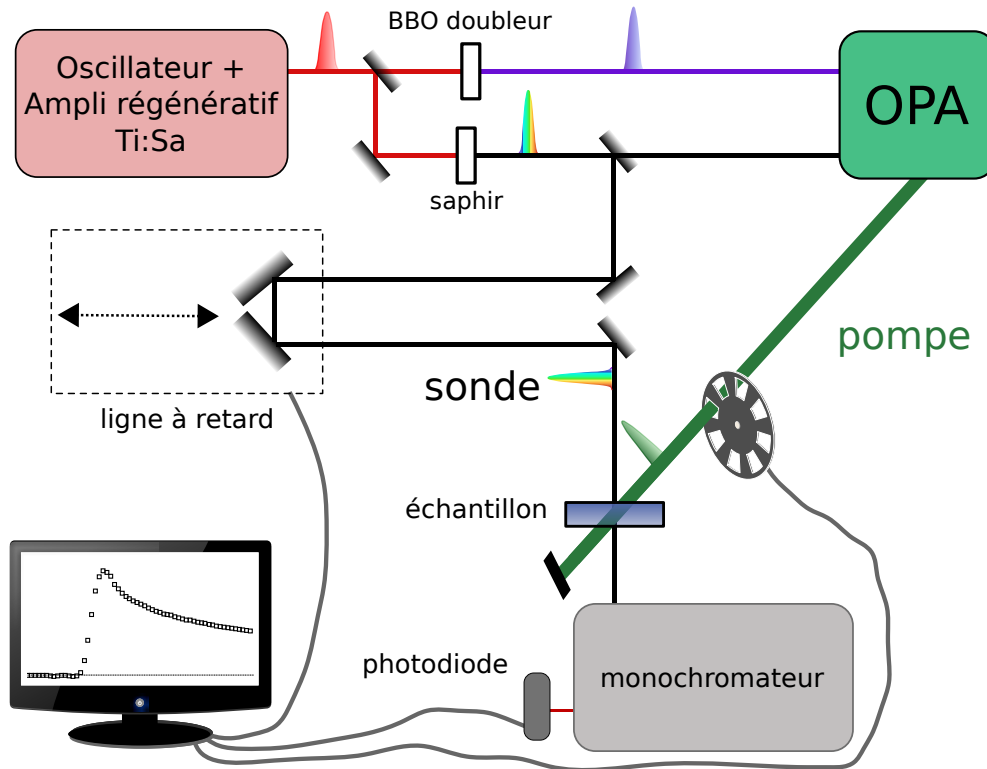 BBO doubleur
Oscillateur +
Ampli régénératif
Ti:Sa
OPA
saphir
pompe
sonde
ligne à retard
échantillon
photodiode
monochromateur